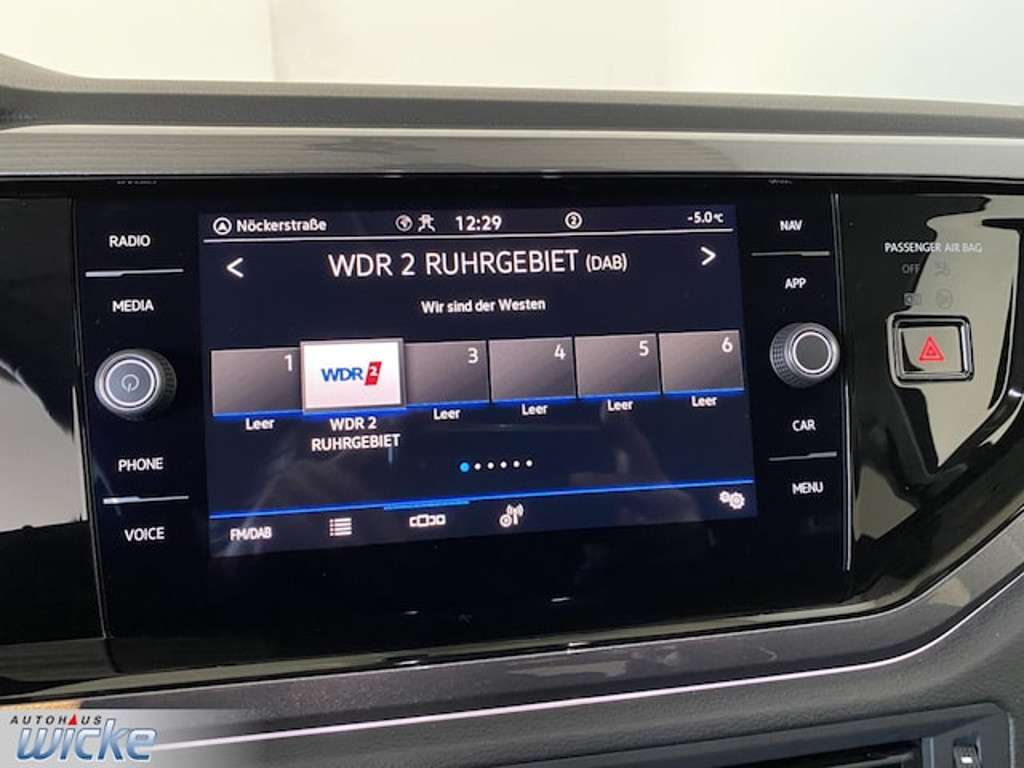 Nöckerstraße 12:29 2 -5.0°C
RADIO
MEDIA
PHONE
VOICE
WDR 2 RUHRGEBIET (DAB)
Wir sind der Westen
1 WDR 2 3 4 5 6
Leer WDR 2 Leer Leer Leer Leer
RUHRGEBIET
FM/DAB
NAV
APP
CAR
MENU
PASSENGER AIR BAG
OFF
AUTOHAUS
wicke